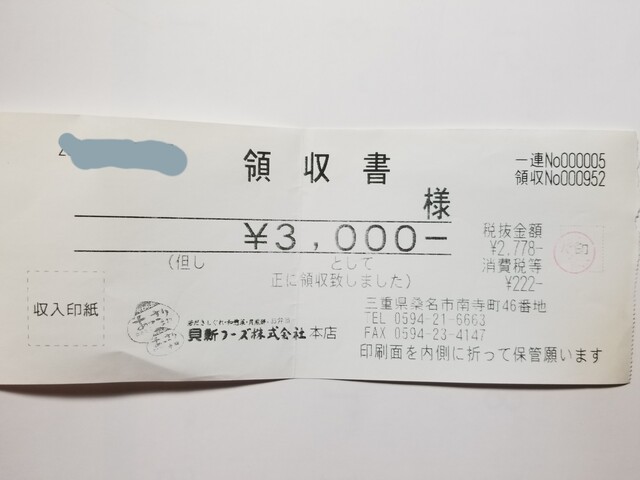 領収書
一連No000005
領収No000952
様
¥3,000-
税抜金額
¥2,778-
消費税等
¥222-
(但し として
正に領収致しました)
収入印紙
貝新フーズ株式会社 本店
三重県桑名市南寺町46番地
TEL 0594-21-6663
FAX 0594-23-4147
印刷面を内側に折って保管願います